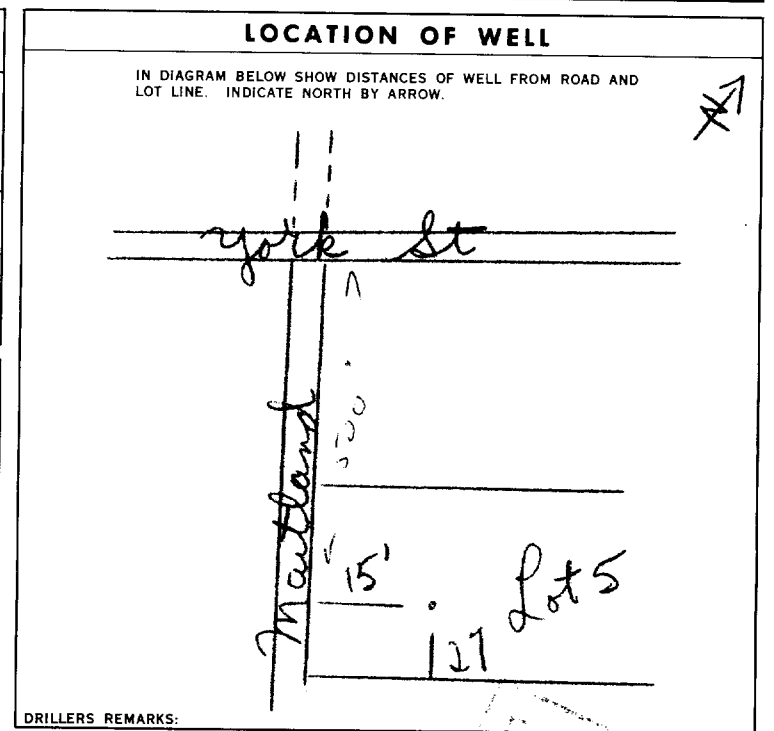 LOCATION OF WELL
IN DIAGRAM BELOW SHOW DISTANCES OF WELL FROM ROAD AND
LOT LINE. INDICATE NORTH BY ARROW.
N
York St
Maitland
500
15'
Lot 5
127
DRILLERS REMARKS: